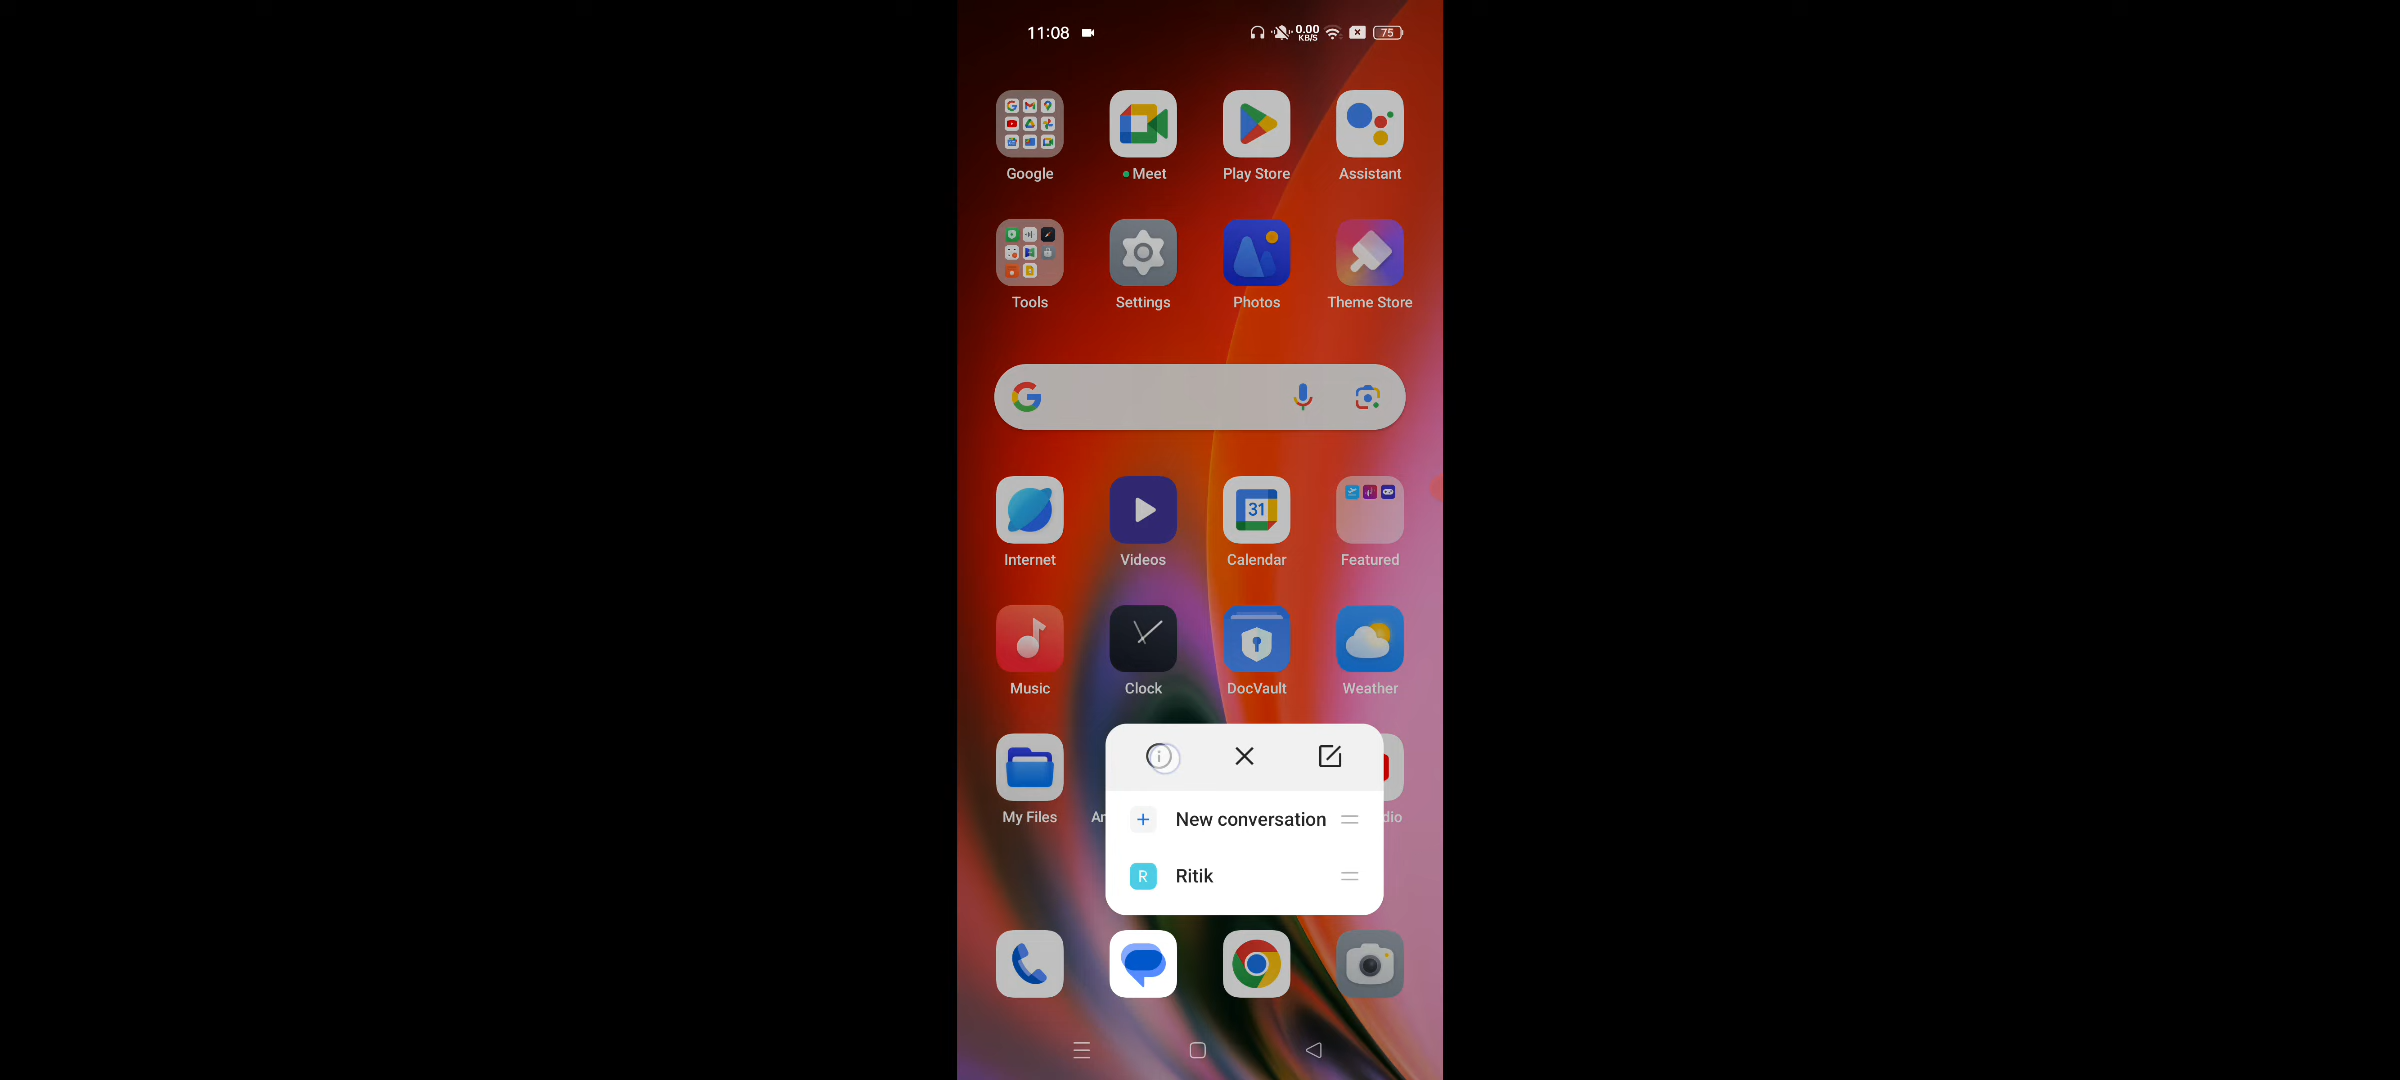 11:08 0.00 KB/S 75
Google Meet Play Store Assistant
Tools Settings Photos Theme Store
31
Internet Videos Calendar Featured
Music Clock DocVault Weather
New conversation
My Files
R Ritik